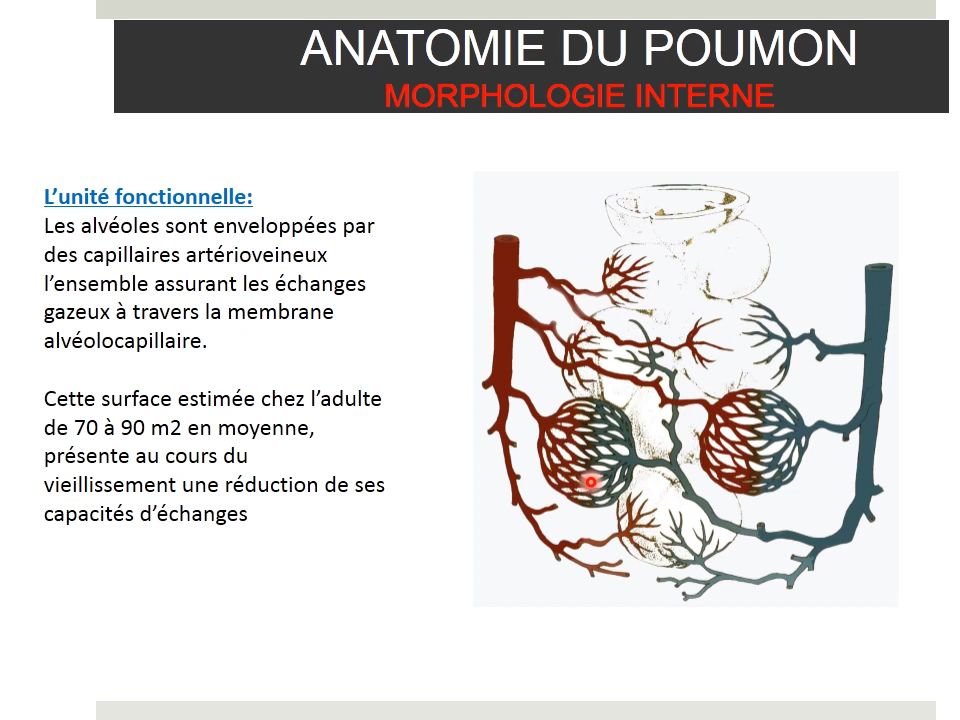 ANATOMIE DU POUMON
MORPHOLOGIE INTERNE
L’unité fonctionnelle:
Les alvéoles sont enveloppées par
des capillaires artérioveineux
l’ensemble assurant les échanges
gazeux à travers la membrane
alvéolocapillaire.
Cette surface estimée chez l’adulte
de 70 à 90 m2 en moyenne,
présente au cours du
vieillissement une réduction de ses
capacités d’échanges